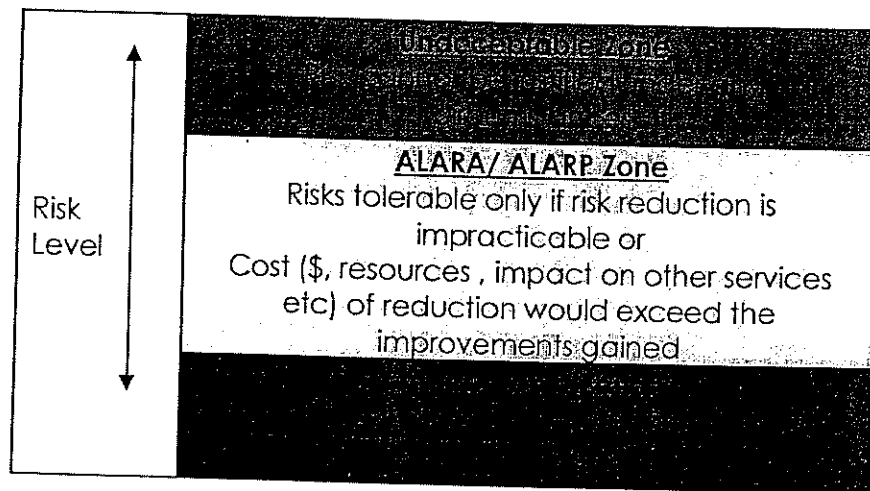 Unacceptable Zone
Risk
Level
ALARA/ ALARP Zone
Risks tolerable only if risk reduction is
impracticable or
Cost ($, resources , impact on other services
etc) of reduction would exceed the
improvements gained